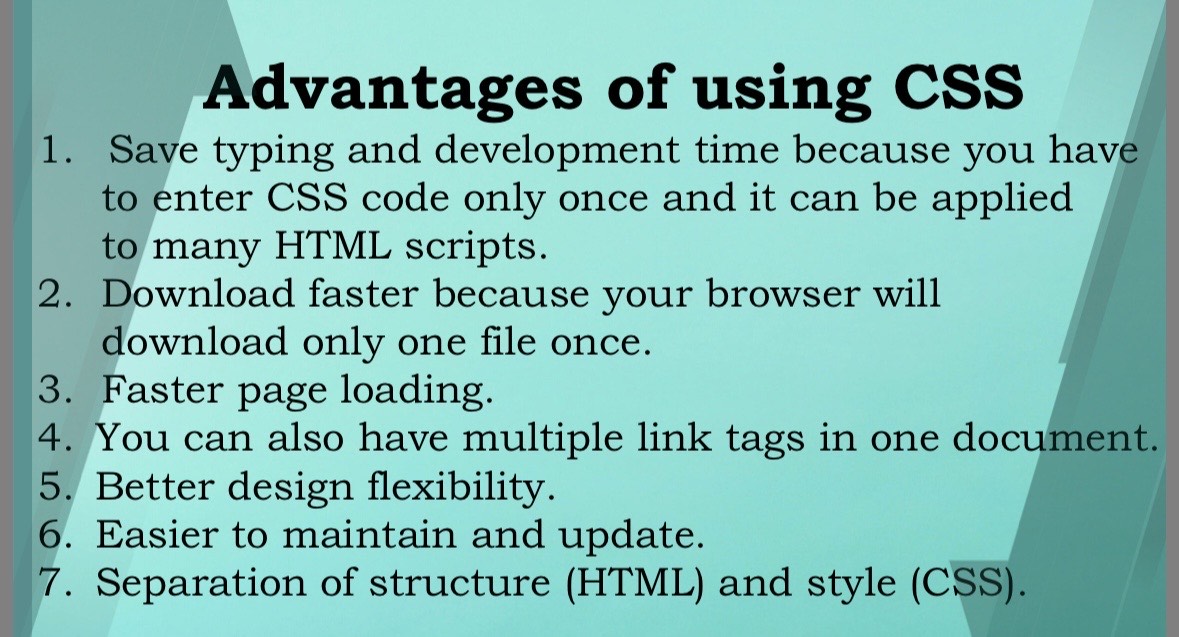 Advantages of using CSS
1. Save typing and development time because you have
to enter CSS code only once and it can be applied
to many HTML scripts.
2. Download faster because your browser will
download only one file once.
3. Faster page loading.
4. You can also have multiple link tags in one document.
5. Better design flexibility.
6. Easier to maintain and update.
7. Separation of structure (HTML) and style (CSS).